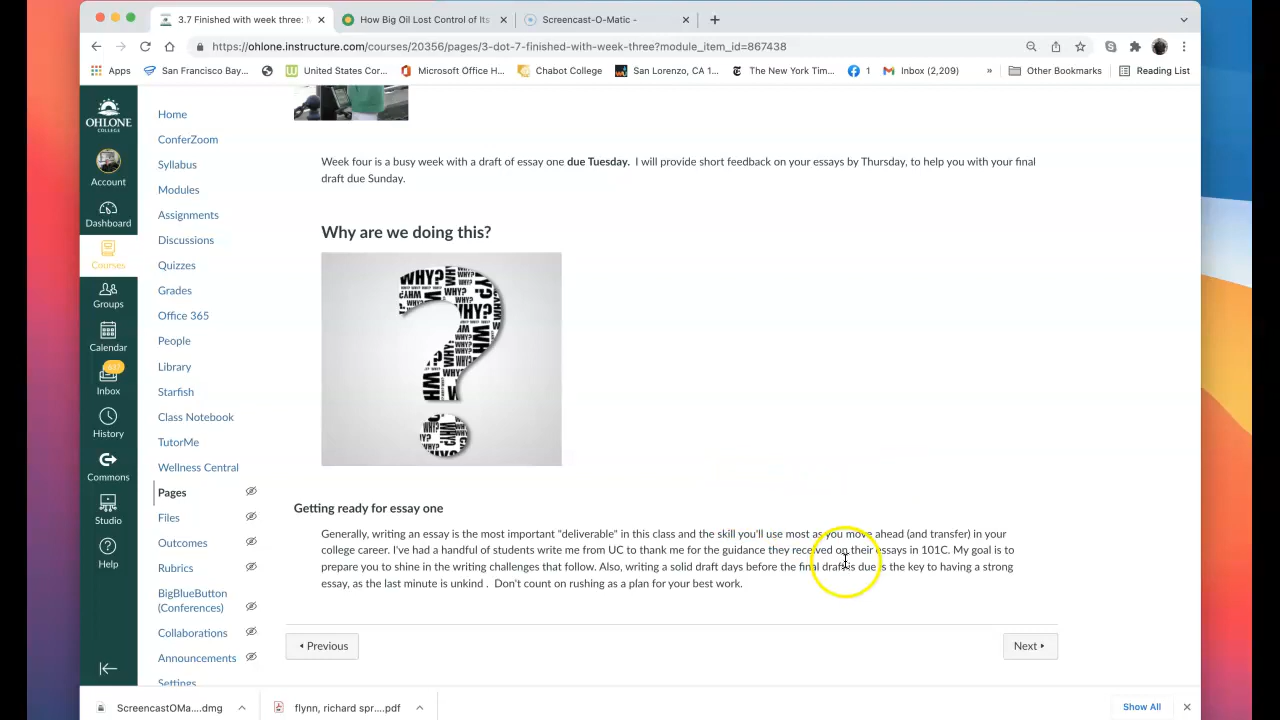 3.7 Finished with week three:
How Big Oil Lost Control of Its
Screencast-O-Matic -
https://ohlone.instructure.com/courses/20356/pages/3-dot-7-finished-with-week-three?module_item_id=867438
Apps
San Francisco Bay...
United States Cor...
Microsoft Office H...
Chabot College
San Lorenzo, CA 1...
The New York Tim...
1
Inbox (2,209)
»
Other Bookmarks
Reading List
OHLONE
COLLEGE
Account
Dashboard
Courses
Groups
Calendar
Inbox
History
Commons
Studio
Help
Home
ConferZoom
Syllabus
Modules
Assignments
Discussions
Quizzes
Grades
Office 365
People
Library
Starfish
Class Notebook
TutorMe
Wellness Central
Pages
Files
Outcomes
Rubrics
BigBlueButton
(Conferences)
Collaborations
Announcements
Settings
Week four is a busy week with a draft of essay one due Tuesday. I will provide short feedback on your essays by Thursday, to help you with your final
draft due Sunday.
Why are we doing this?
WHY?
Getting ready for essay one
Generally, writing an essay is the most important "deliverable" in this class and the skill you'll use most as you move ahead (and transfer) in your
college career. I've had a handful of students write me from UC to thank me for the guidance they received on their essays in 101C. My goal is to
prepare you to shine in the writing challenges that follow. Also, writing a solid draft days before the final draft is due is the key to having a strong
essay, as the last minute is unkind . Don't count on rushing as a plan for your best work.
Previous
Next
ScreencastOMa....dmg
flynn, richard spr....pdf
Show All